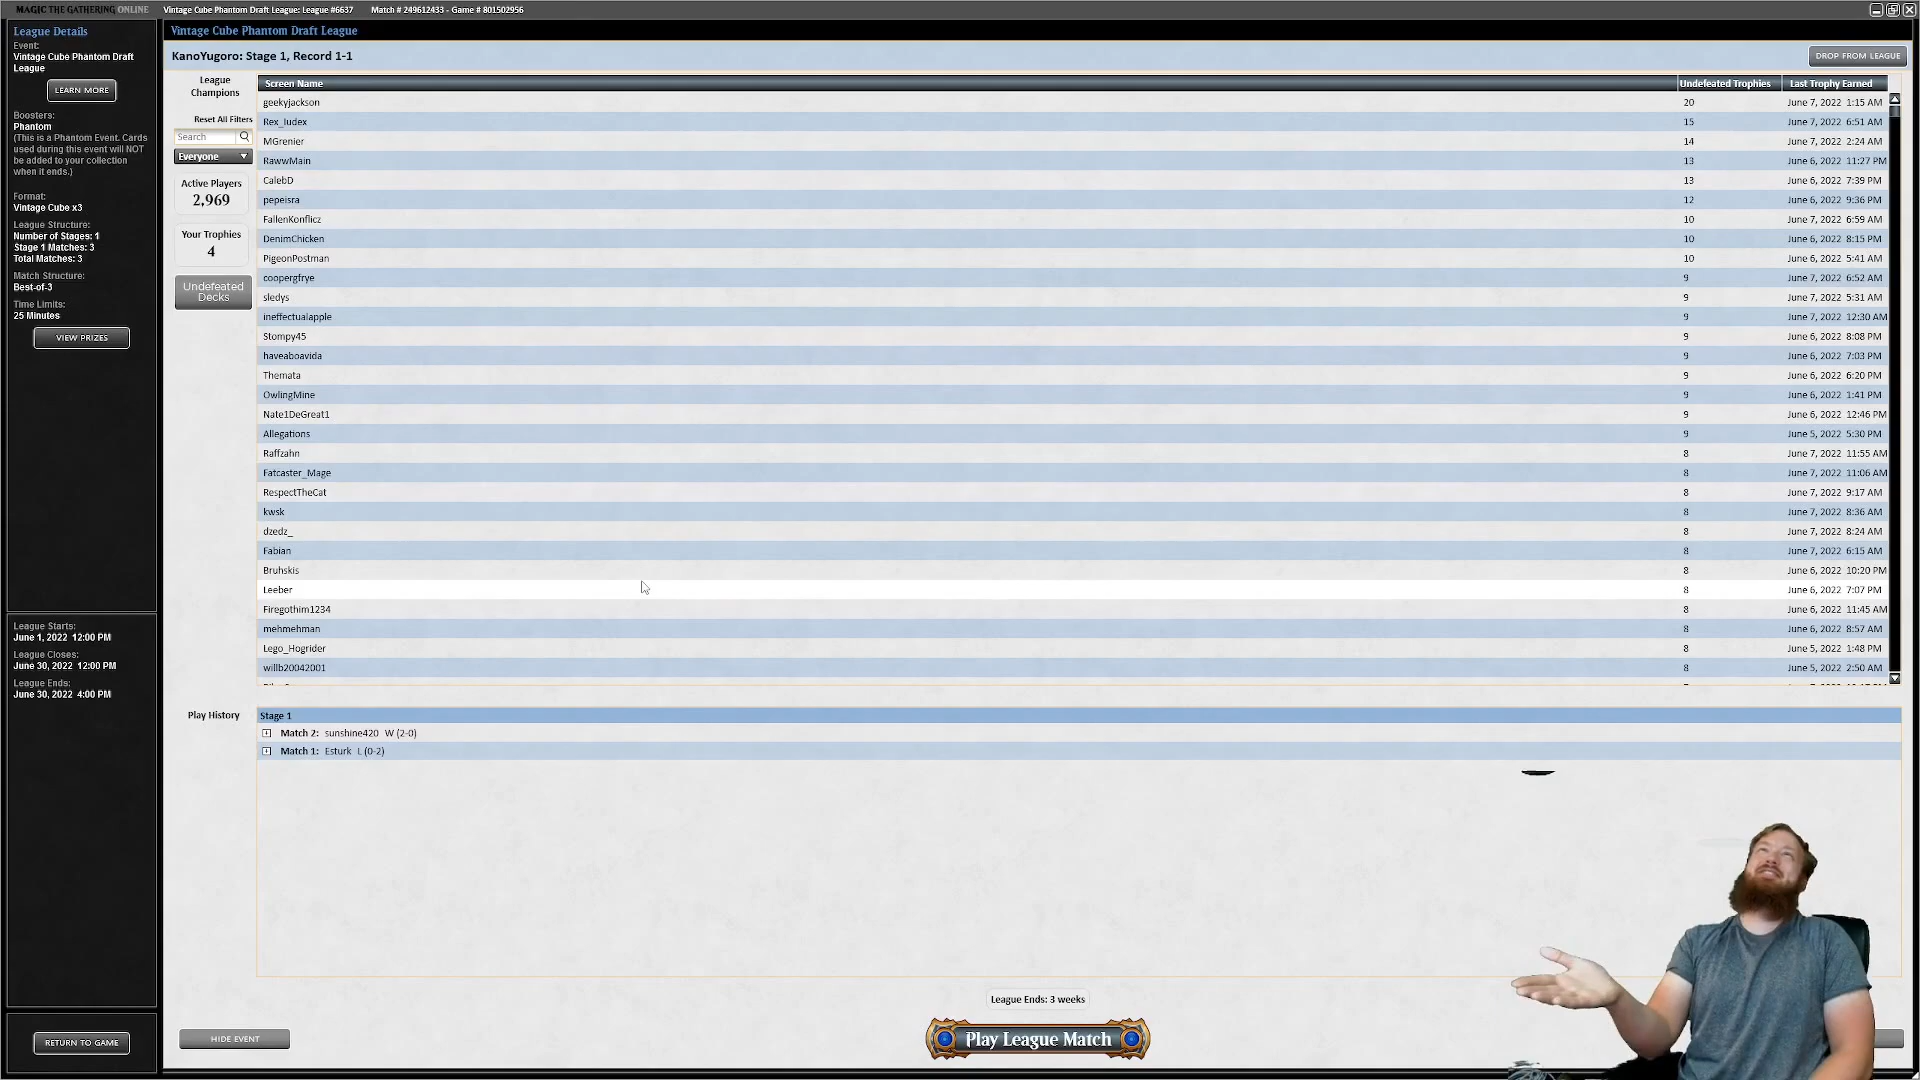 MAGIC THE GATHERING ONLINE
Vintage Cube Phantom Draft League: League #6637 Match # 249612433 - Game # 801502956
League Details
Event:
Vintage Cube Phantom Draft
League
LEARN MORE
Boosters:
Phantom
(This is a Phantom Event. Cards
used during this event will NOT
be added to your collection
when it ends.)
Format:
Vintage Cube x3
League Structure:
Number of Stages: 1
Stage 1 Matches: 3
Total Matches: 3
Match Structure:
Best-of-3
Time Limits:
25 Minutes
VIEW PRIZES
League Starts:
June 1, 2022 12:00 PM
League Closes:
June 30, 2022 12:00 PM
League Ends:
June 30, 2022 4:00 PM
RETURN TO GAME
Vintage Cube Phantom Draft League
KanoYugoro: Stage 1, Record 1-1
DROP FROM LEAGUE
League
Champions
Reset All Filters
Search
Everyone
Active Players
2,969
Your Trophies
4
Undefeated
Decks
Screen Name Undefeated Trophies Last Trophy Earned
geekyjackson 20 June 7, 2022 1:15 AM
Rex_Iudex 15 June 7, 2022 6:51 AM
MGrenier 14 June 7, 2022 2:24 AM
RawwMain 13 June 6, 2022 11:27 PM
CalebD 13 June 6, 2022 7:39 PM
pepeisra 12 June 6, 2022 9:36 PM
FallenKonflicz 10 June 7, 2022 6:59 AM
DenimChicken 10 June 6, 2022 8:15 PM
PigeonPostman 10 June 6, 2022 5:41 AM
coopergfrye 9 June 7, 2022 6:52 AM
sledys 9 June 7, 2022 5:31 AM
ineffectualapple 9 June 7, 2022 12:30 AM
Stompy45 9 June 6, 2022 8:08 PM
haveaboavida 9 June 6, 2022 7:03 PM
Themata 9 June 6, 2022 6:20 PM
OwlingMine 9 June 6, 2022 1:41 PM
Nate1DeGreat1 9 June 6, 2022 12:46 PM
Allegations 9 June 5, 2022 5:30 PM
Raffzahn 8 June 7, 2022 11:55 AM
Fatcaster_Mage 8 June 7, 2022 11:06 AM
RespectTheCat 8 June 7, 2022 9:17 AM
kwsk 8 June 7, 2022 8:36 AM
dzedz_ 8 June 7, 2022 8:24 AM
Fabian 8 June 7, 2022 6:15 AM
Bruhskis 8 June 6, 2022 10:20 PM
Leeber 8 June 6, 2022 7:07 PM
Firegothim1234 8 June 6, 2022 11:45 AM
mehmehman 8 June 6, 2022 8:57 AM
Lego_Hogrider 8 June 5, 2022 1:48 PM
willb20042001 8 June 5, 2022 2:50 AM
Play History
Stage 1
Match 2: sunshine420 W (2-0)
Match 1: Esturk L (0-2)
League Ends: 3 weeks
HIDE EVENT
Play League Match